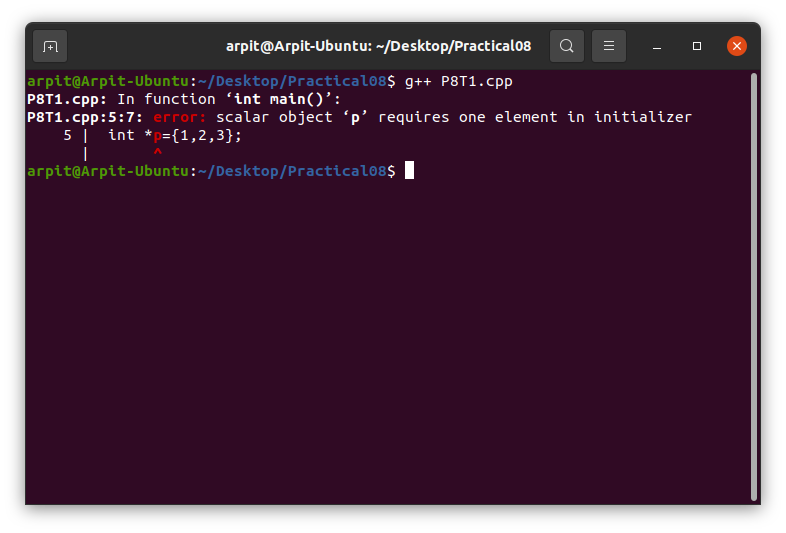 arpit@Arpit-Ubuntu: ~/Desktop/Practical08
arpit@Arpit-Ubuntu:~/Desktop/Practical08$ g++ P8T1.cpp
P8T1.cpp: In function ‘int main()’:
P8T1.cpp:5:7: error: scalar object ‘p’ requires one element in initializer
    5 |  int *p={1,2,3};
      |       ^
arpit@Arpit-Ubuntu:~/Desktop/Practical08$